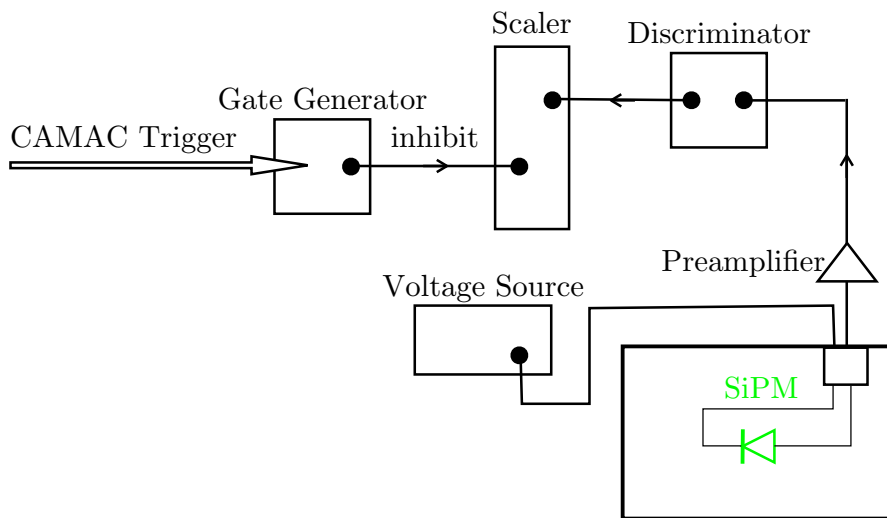 Scaler
Discriminator
Gate Generator
CAMAC Trigger
inhibit
Preamplifier
Voltage Source
SiPM